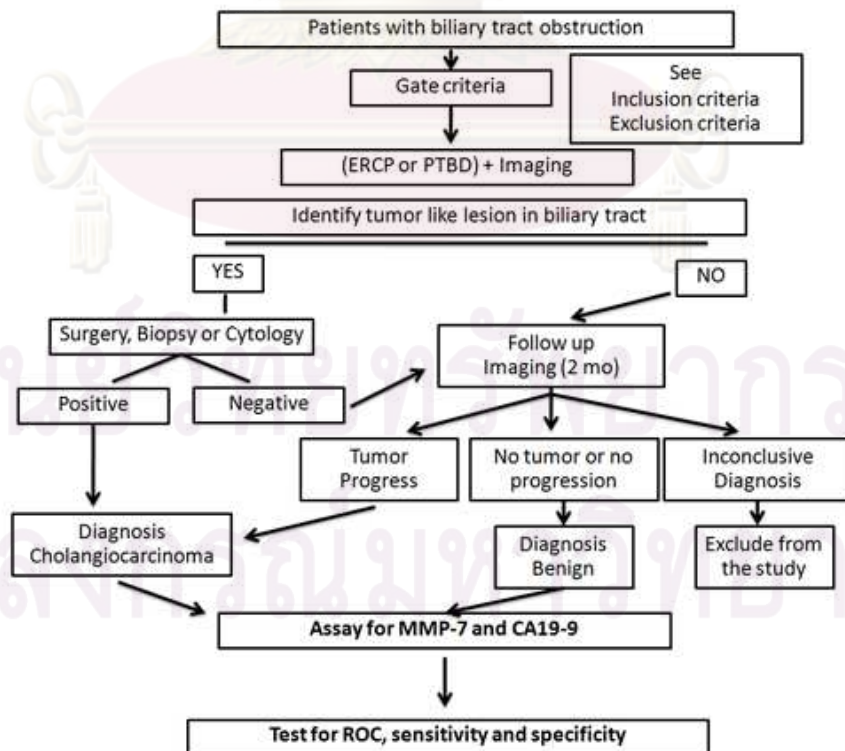 Patients with biliary tract obstruction
Gate criteria
See
Inclusion criteria
Exclusion criteria
(ERCP or PTBD) + Imaging
Identify tumor like lesion in biliary tract
YES
NO
Surgery, Biopsy or Cytology
Follow up
Imaging (2 mo)
Positive
Negative
Tumor
Progress
No tumor or no
progression
Inconclusive
Diagnosis
Diagnosis
Cholangiocarcinoma
Diagnosis
Benign
Exclude from
the study
Assay for MMP-7 and CA19-9
Test for ROC, sensitivity and specificity